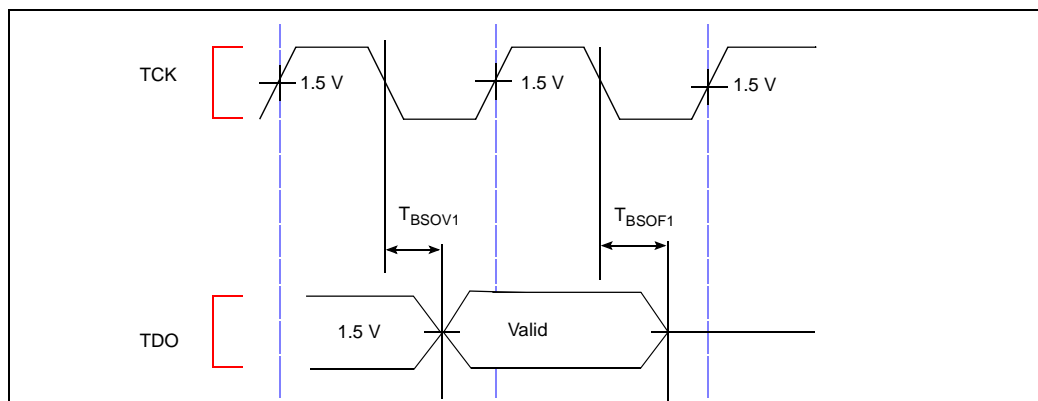 TCK
1.5 V
1.5 V
1.5 V
TBSOV1
TBSOF1
TDO
1.5 V
Valid